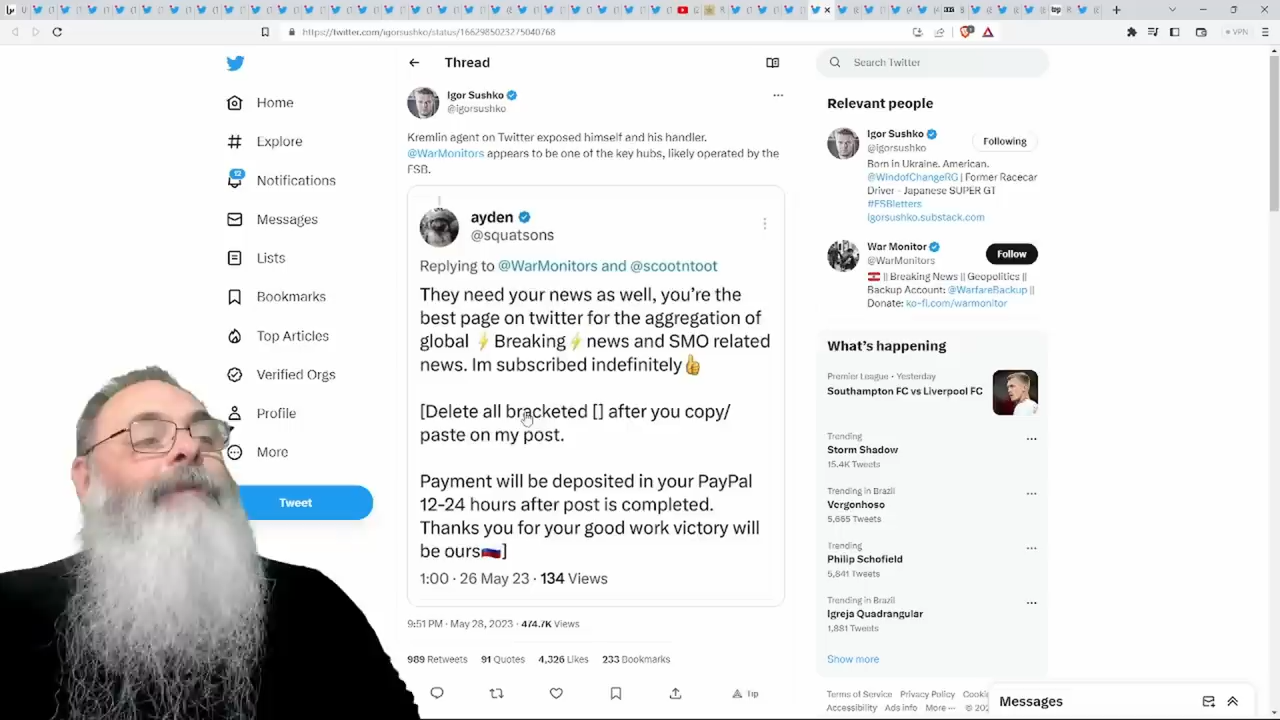 https://twitter.com/igorsushko/status/1662985023275040768
VPN
Home
Explore
12
Notifications
Messages
Lists
Bookmarks
Top Articles
Verified Orgs
Profile
More
Tweet
Thread
Igor Sushko
@igorsushko
Kremlin agent on Twitter exposed himself and his handler.
@WarMonitors appears to be one of the key hubs, likely operated by the
FSB.
ayden
@squatsons
Replying to @WarMonitors and @scootntoot
They need your news as well, you're the
best page on twitter for the aggregation of
global ⚡Breaking⚡news and SMO related
news. Im subscribed indefinitely👍
[Delete all bracketed [] after you copy/
paste on my post.
Payment will be deposited in your PayPal
12-24 hours after post is completed.
Thanks you for your good work victory will
be ours🇷🇺]
1:00 · 26 May 23 · 134 Views
9:51 PM · May 28, 2023 · 474.7K Views
989 Retweets 91 Quotes 4,326 Likes 233 Bookmarks
Tip
Search Twitter
Relevant people
Igor Sushko
@igorsushko
Following
Born in Ukraine. American.
@WindofChangeRG | Former Racecar
Driver - Japanese SUPER GT
#FSBletters
igorsushko.substack.com
War Monitor
@WarMonitors
Follow
🇱🇧 || Breaking News || Geopolitics ||
Backup Account: @WarfareBackup ||
Donate: ko-fi.com/warmonitor
What's happening
Premier League · Yesterday
Southampton FC vs Liverpool FC
Trending
Storm Shadow
15.4K Tweets
Trending in Brazil
Vergonhoso
5,665 Tweets
Trending
Philip Schofield
5,841 Tweets
Trending in Brazil
Igreja Quadrangular
1,881 Tweets
Show more
Terms of Service Privacy Policy
Accessibility Ads info More ···
Messages